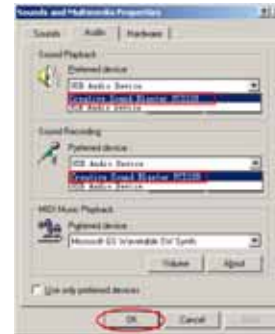 Sounds and Multimedia Properties
Sounds
Audio
Hardware
Sound Playback
Preferred device:
USB Audio Device
Creative Sound Blaster
USB Audio Device
Sound Recording
Preferred device:
USB Audio Device
Creative Sound Blaster
USB Audio Device
MIDI Music Playback
Preferred device:
Microsoft GS Wavetable SW Synth
Volume
About
Use only preferred devices
OK
Cancel